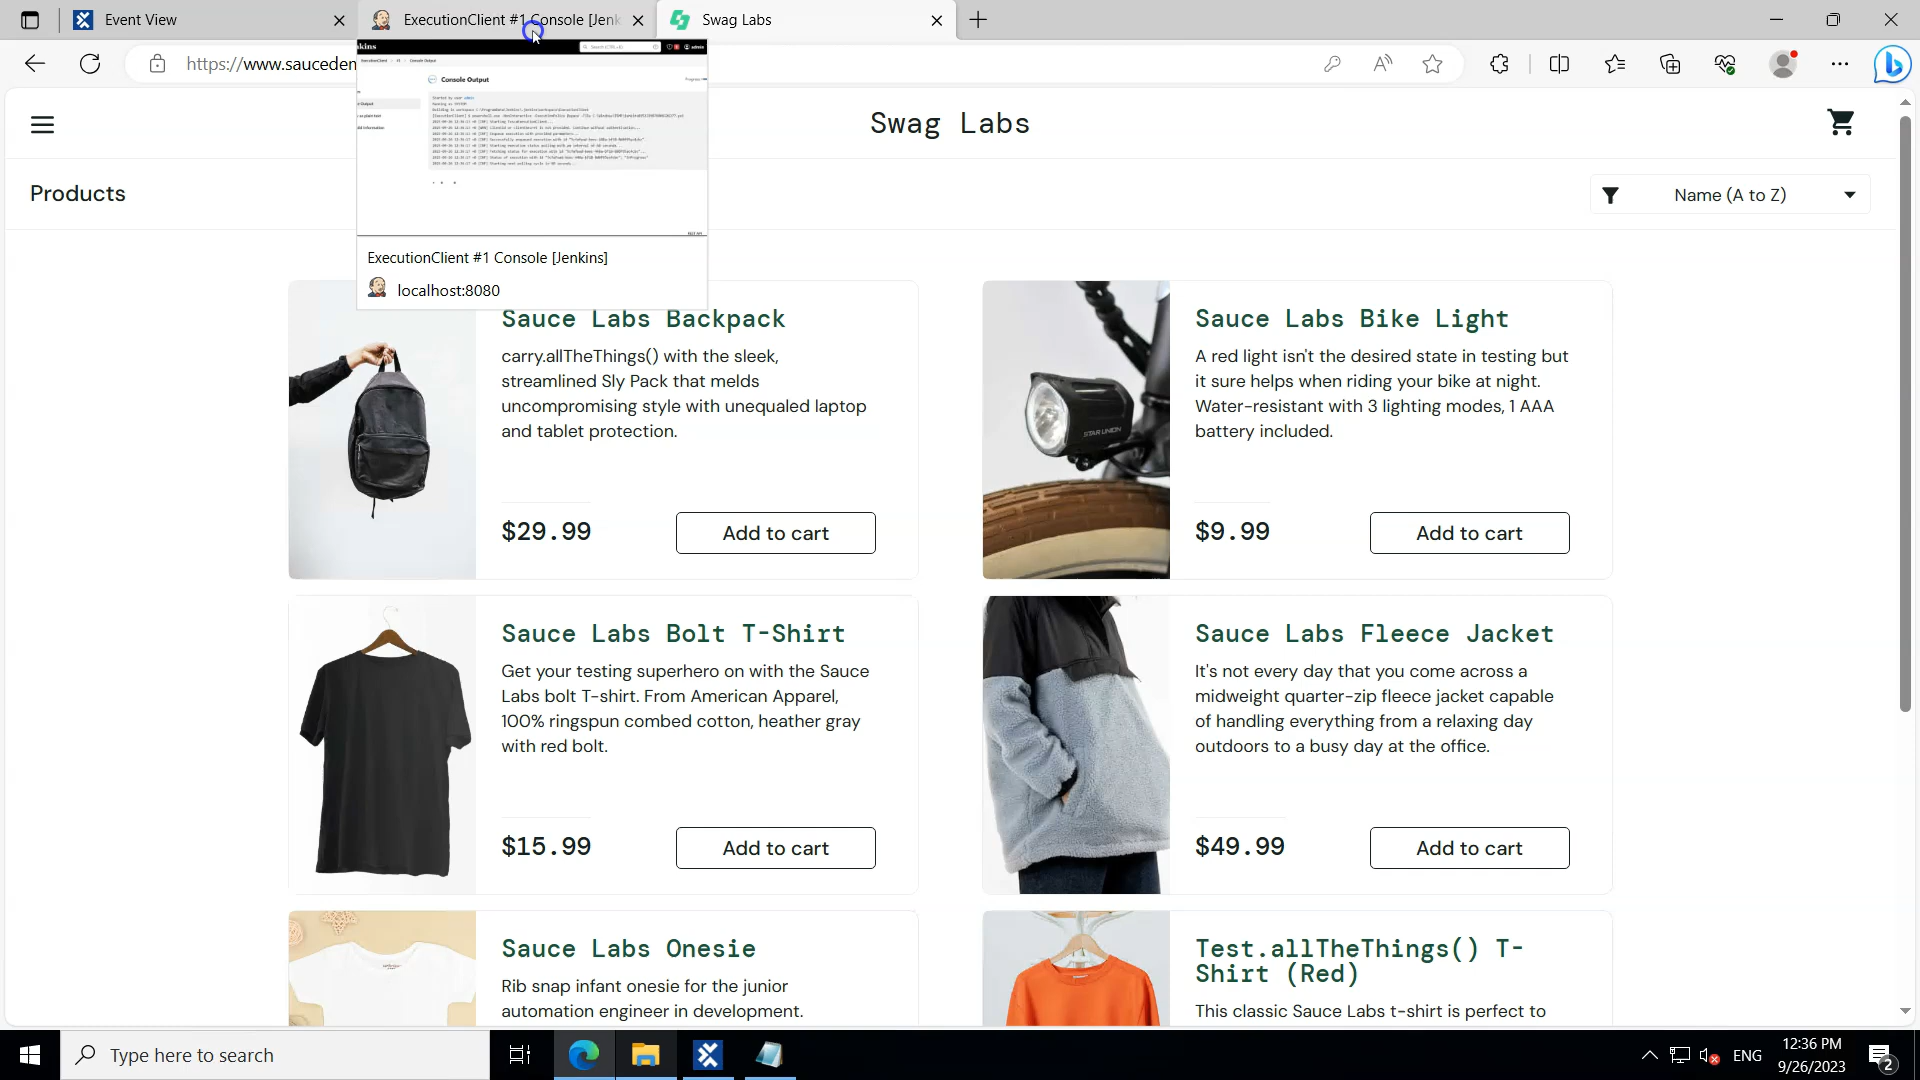 Event View
ExecutionClient #1 Console [Jenk
Swag Labs
https://www.sauceden
Console Output
ExecutionClient #1 Console [Jenkins]
localhost:8080
Swag Labs
Products
Name (A to Z)
Sauce Labs Backpack
carry.allTheThings() with the sleek,
streamlined Sly Pack that melds
uncompromising style with unequaled laptop
and tablet protection.
$29.99
Add to cart
Sauce Labs Bike Light
A red light isn't the desired state in testing but
it sure helps when riding your bike at night.
Water-resistant with 3 lighting modes, 1 AAA
battery included.
STAR UNION
$9.99
Add to cart
Sauce Labs Bolt T-Shirt
Get your testing superhero on with the Sauce
Labs bolt T-shirt. From American Apparel,
100% ringspun combed cotton, heather gray
with red bolt.
$15.99
Add to cart
Sauce Labs Fleece Jacket
It's not every day that you come across a
midweight quarter-zip fleece jacket capable
of handling everything from a relaxing day
outdoors to a busy day at the office.
$49.99
Add to cart
Sauce Labs Onesie
Rib snap infant onesie for the junior
automation engineer in development.
Test.allTheThings() T-
Shirt (Red)
This classic Sauce Labs t-shirt is perfect to
Type here to search
ENG
12:36 PM
9/26/2023
2